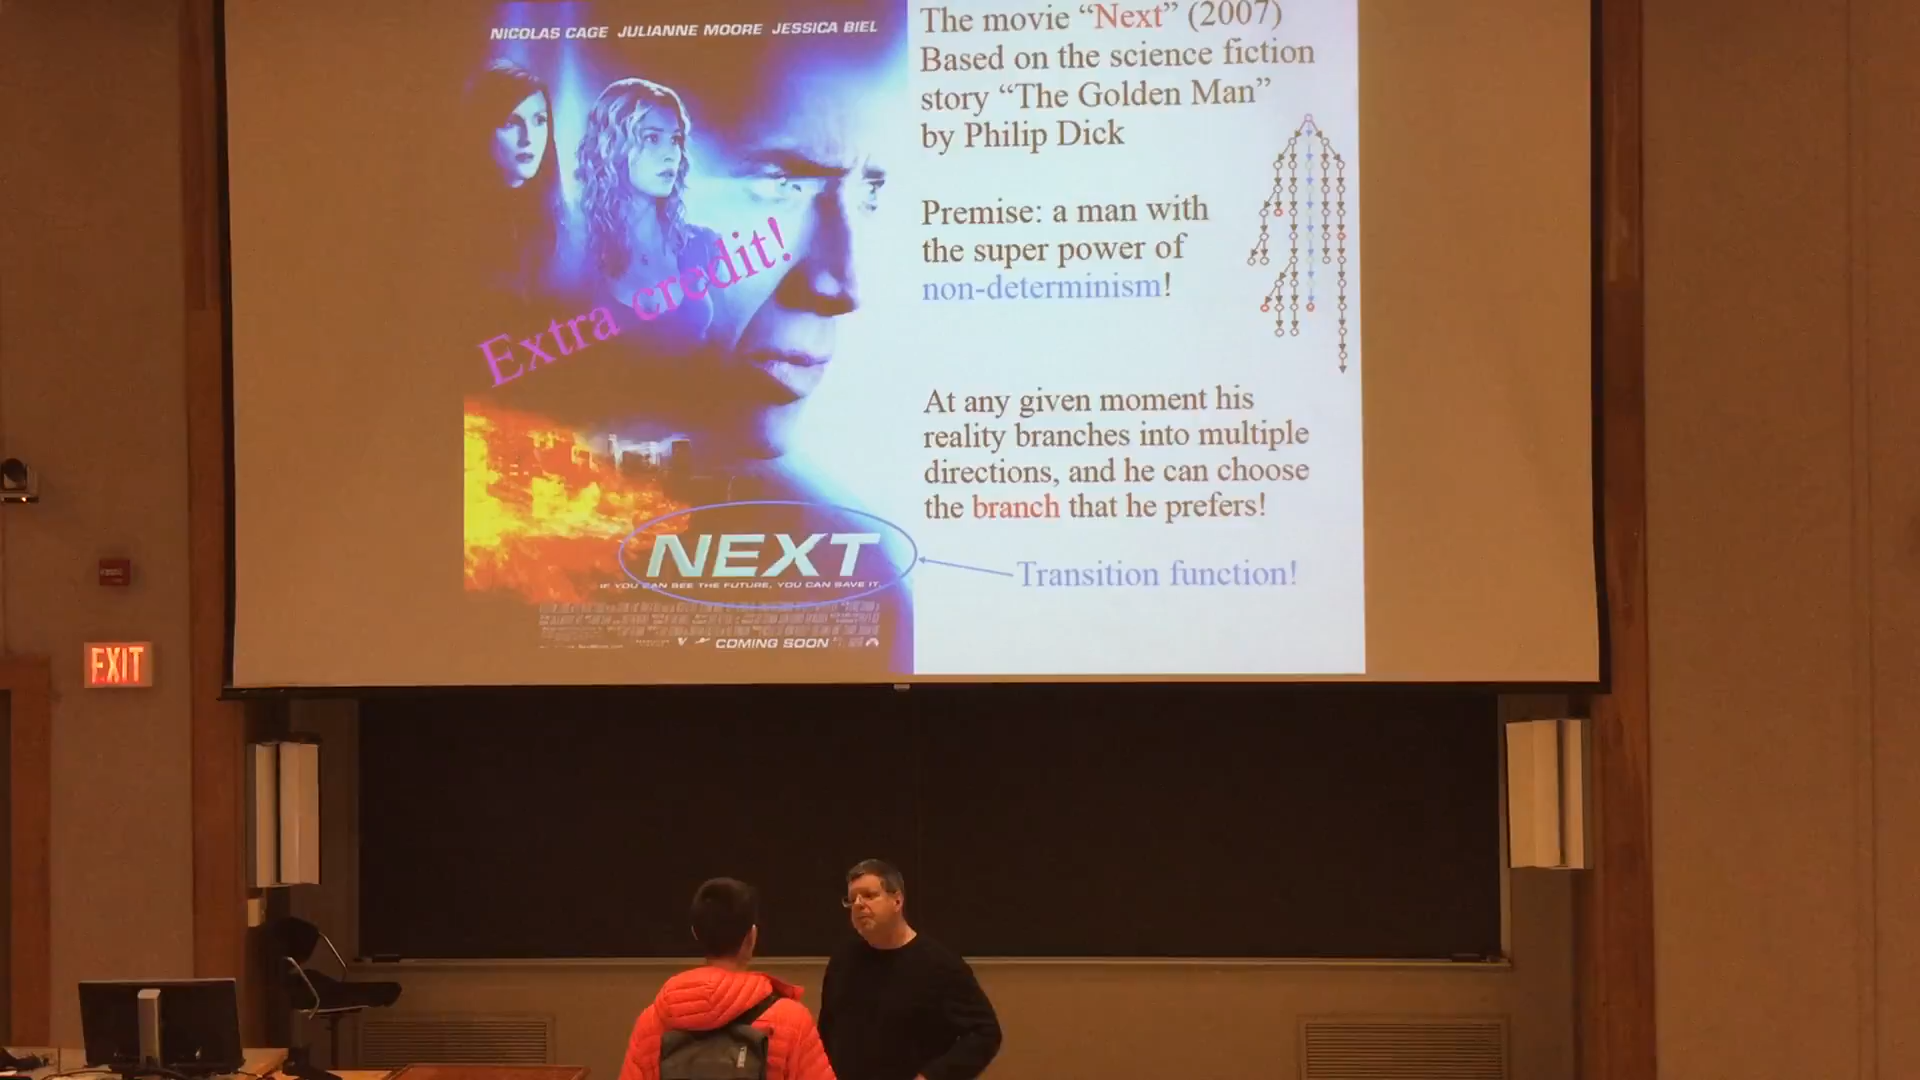 NICOLAS CAGE JULIANNE MOORE JESSICA BIEL
Extra credit!
NEXT
IF YOU CAN SEE THE FUTURE, YOU CAN SAVE IT.
COMING SOON
The movie “Next” (2007)
Based on the science fiction
story “The Golden Man”
by Philip Dick
Premise: a man with
the super power of
non-determinism!
At any given moment his
reality branches into multiple
directions, and he can choose
the branch that he prefers!
Transition function!
EXIT